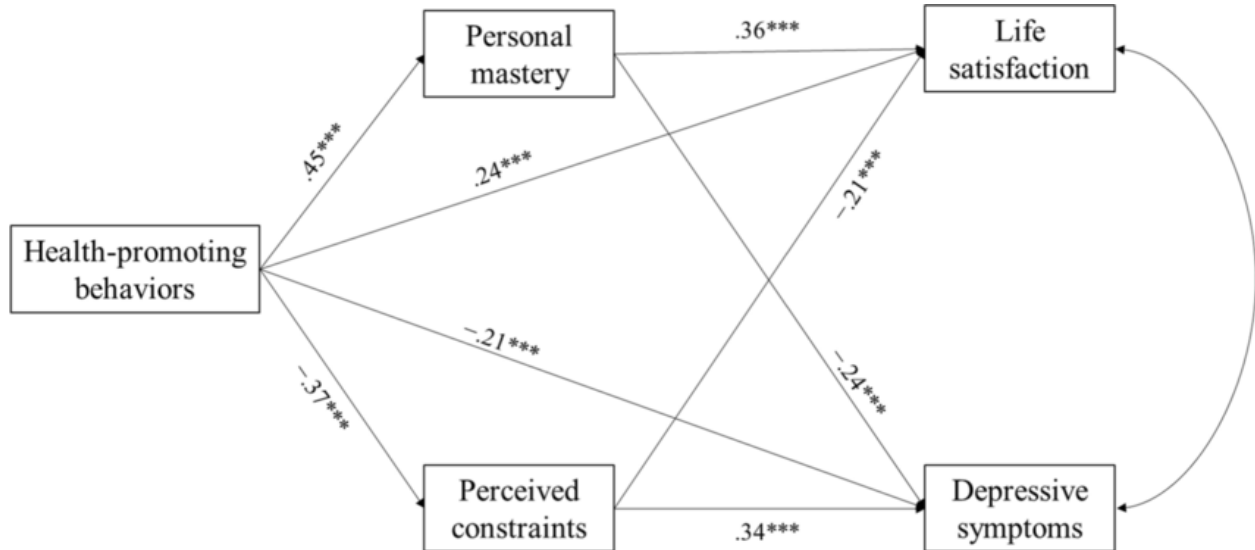 Personal
mastery
.36***
Life
satisfaction
.45***
.24***
-.21***
Health-promoting
behaviors
-.21***
-.37***
-.24***
Perceived
constraints
.34***
Depressive
symptoms